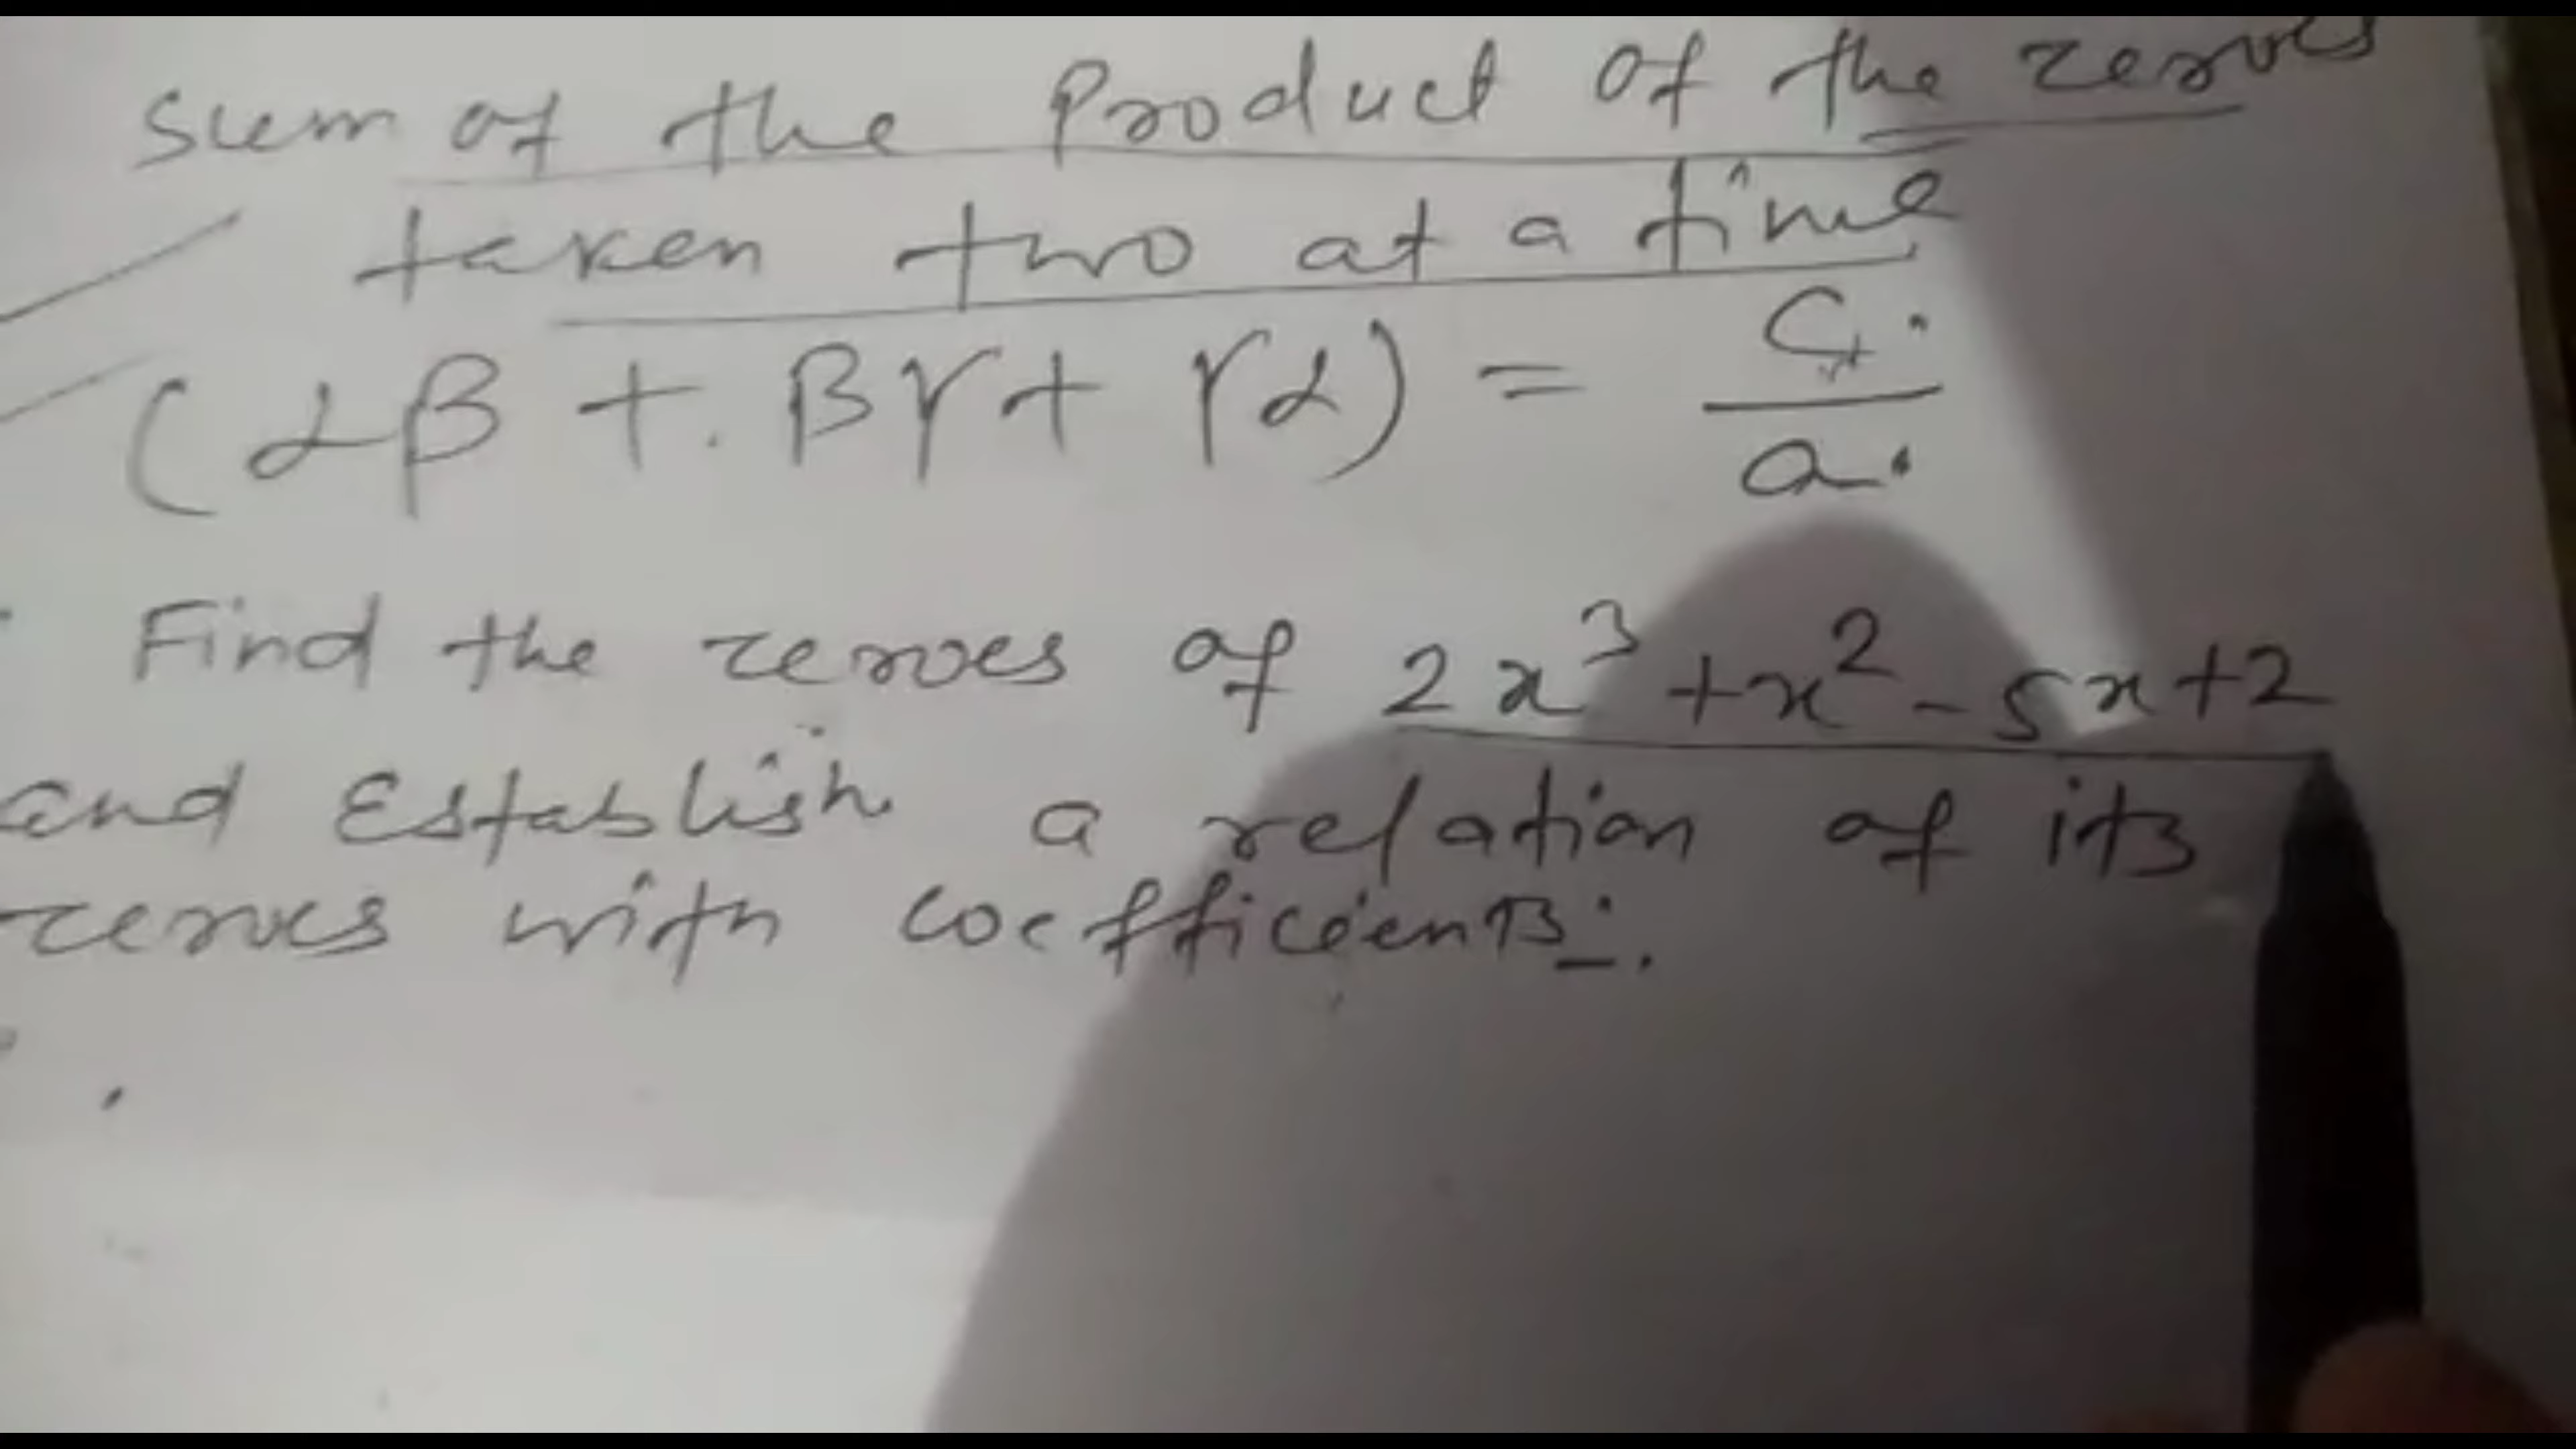 Sum of the Product of the zeroes
taken two at a time
(αβ + βγ + γα) = c/a
Find the zeroes of 2x³ + x² - 5x + 2
and Establish a relation of its
zeroes with coefficients:.